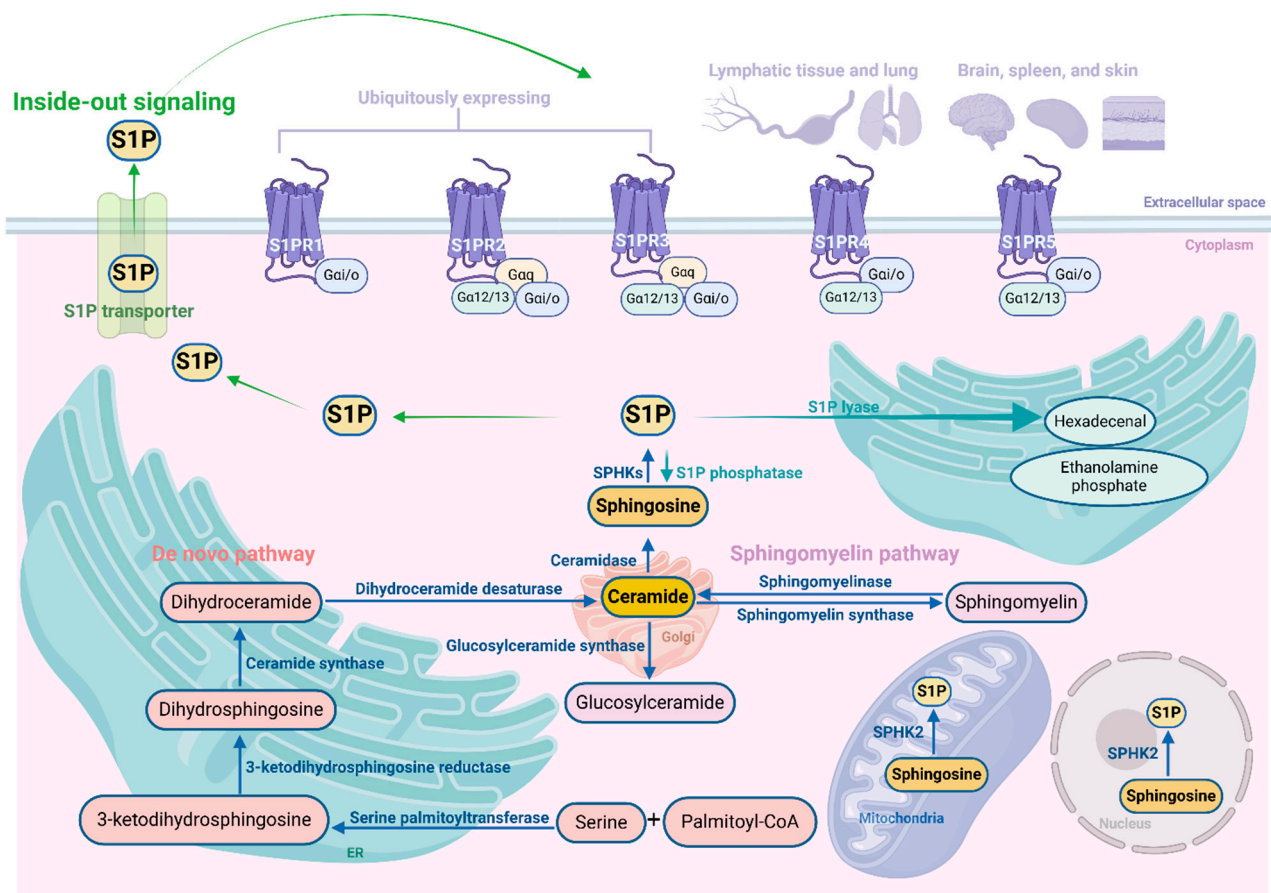 Lymphatic tissue and lung
Brain, spleen, and skin
Inside-out signaling
Ubiquitously expressing
S1P
Extracellular space
S1PR1
S1PR2
S1PR3
S1PR4
S1PR5
Cytoplasm
S1P
Gαi/o
Gαq
Gα12/13
Gαi/o
Gαq
Gα12/13
Gαi/o
Gαi/o
Gα12/13
Gαi/o
Gα12/13
S1P transporter
S1P
S1P
S1P
S1P lyase
Hexadecenal
Ethanolamine
phosphate
SPHKs
S1P phosphatase
Sphingosine
De novo pathway
Ceramidase
Sphingomyelin pathway
Dihydroceramide
Dihydroceramide desaturase
Ceramide
Sphingomyelinase
Sphingomyelin synthase
Sphingomyelin
Golgi
Glucosylceramide synthase
Ceramide synthase
Glucosylceramide
Dihydrosphingosine
S1P
SPHK2
Sphingosine
Mitochondria
S1P
SPHK2
Sphingosine
Nucleus
3-ketodihydrosphingosine reductase
3-ketodihydrosphingosine
Serine palmitoyltransferase
Serine
+
Palmitoyl-CoA
ER